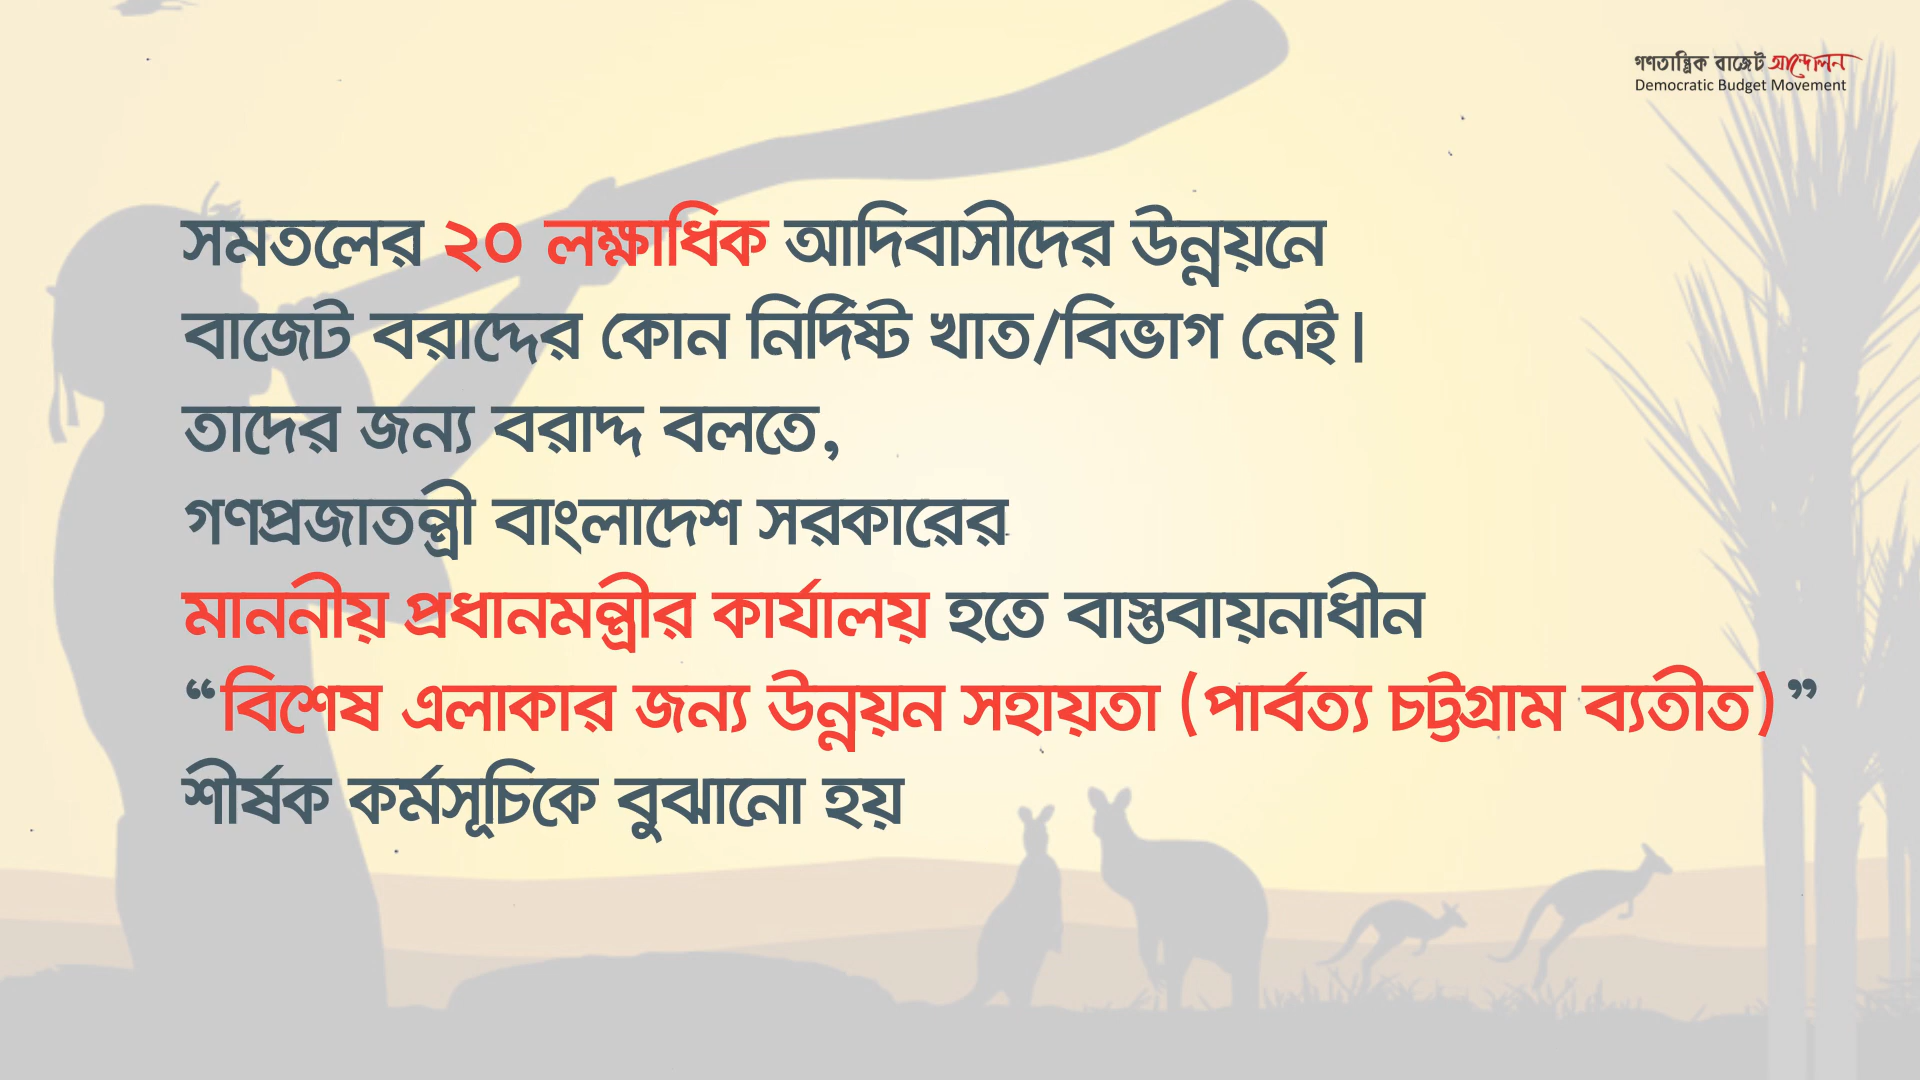 গণতান্ত্রিক বাজেট আন্দোলন
Democratic Budget Movement
সমতলের ২০ লক্ষাধিক আদিবাসীদের উন্নয়নে
বাজেট বরাদ্দের কোন নির্দিষ্ট খাত/বিভাগ নেই।
তাদের জন্য বরাদ্দ বলতে,
গণপ্রজাতন্ত্রী বাংলাদেশ সরকারের
মাননীয় প্রধানমন্ত্রীর কার্যালয় হতে বাস্তবায়নাধীন
“বিশেষ এলাকার জন্য উন্নয়ন সহায়তা (পার্বত্য চট্টগ্রাম ব্যতীত)”
শীর্ষক কর্মসূচিকে বুঝানো হয়